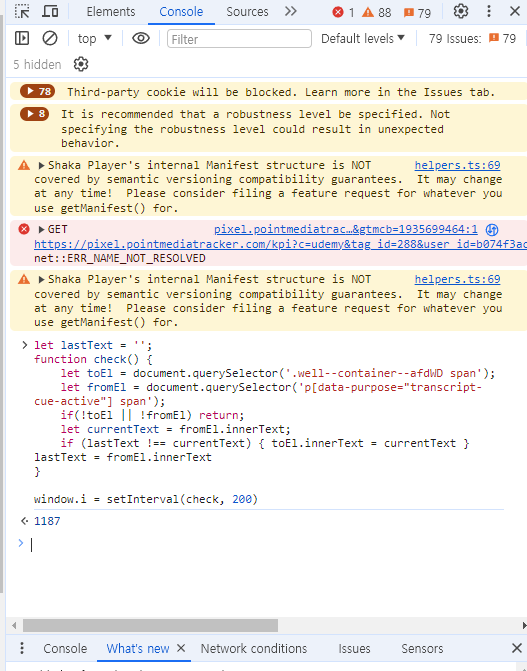 Elements Console Sources 1 88 79
top Filter Default levels 79 Issues: 79
5 hidden
78 Third-party cookie will be blocked. Learn more in the Issues tab.
8 It is recommended that a robustness level be specified. Not
specifying the robustness level could result in unexpected
behavior.
Shaka Player's internal Manifest structure is NOT helpers.ts:69
covered by semantic versioning compatibility guarantees. It may change
at any time! Please consider filing a feature request for whatever you
use getManifest() for.
GET pixel.pointmediatrac…&gtmcb=1935699464:1
https://pixel.pointmediatracker.com/kpi?c=udemy&tag_id=288&user_id=b074f3ac
net::ERR_NAME_NOT_RESOLVED
Shaka Player's internal Manifest structure is NOT helpers.ts:69
covered by semantic versioning compatibility guarantees. It may change
at any time! Please consider filing a feature request for whatever you
use getManifest() for.
let lastText = '';
function check() {
let toEl = document.querySelector('.well--container--afdWD span');
let fromEl = document.querySelector('p[data-purpose="transcript-
cue-active"] span');
if(!toEl || !fromEl) return;
let currentText = fromEl.innerText;
if (lastText !== currentText) { toEl.innerText = currentText }
lastText = fromEl.innerText
}
window.i = setInterval(check, 200)
1187
Console What's new Network conditions Issues Sensors